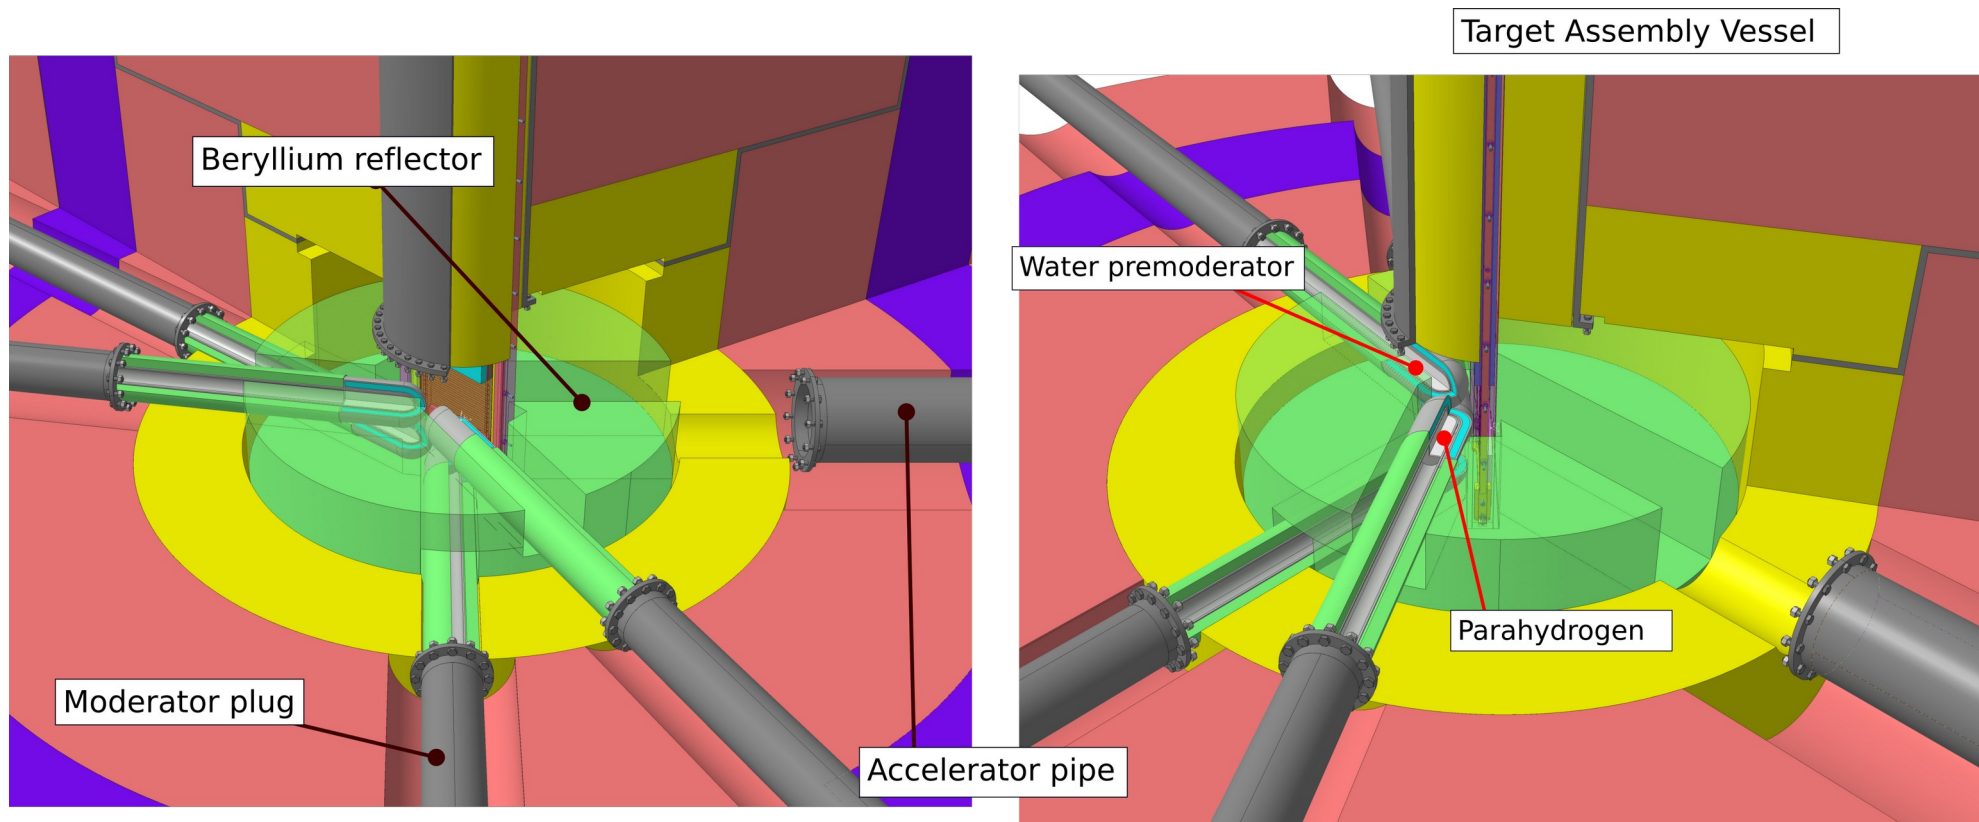 Target Assembly Vessel
Beryllium reflector
Water premoderator
Parahydrogen
Moderator plug
Accelerator pipe